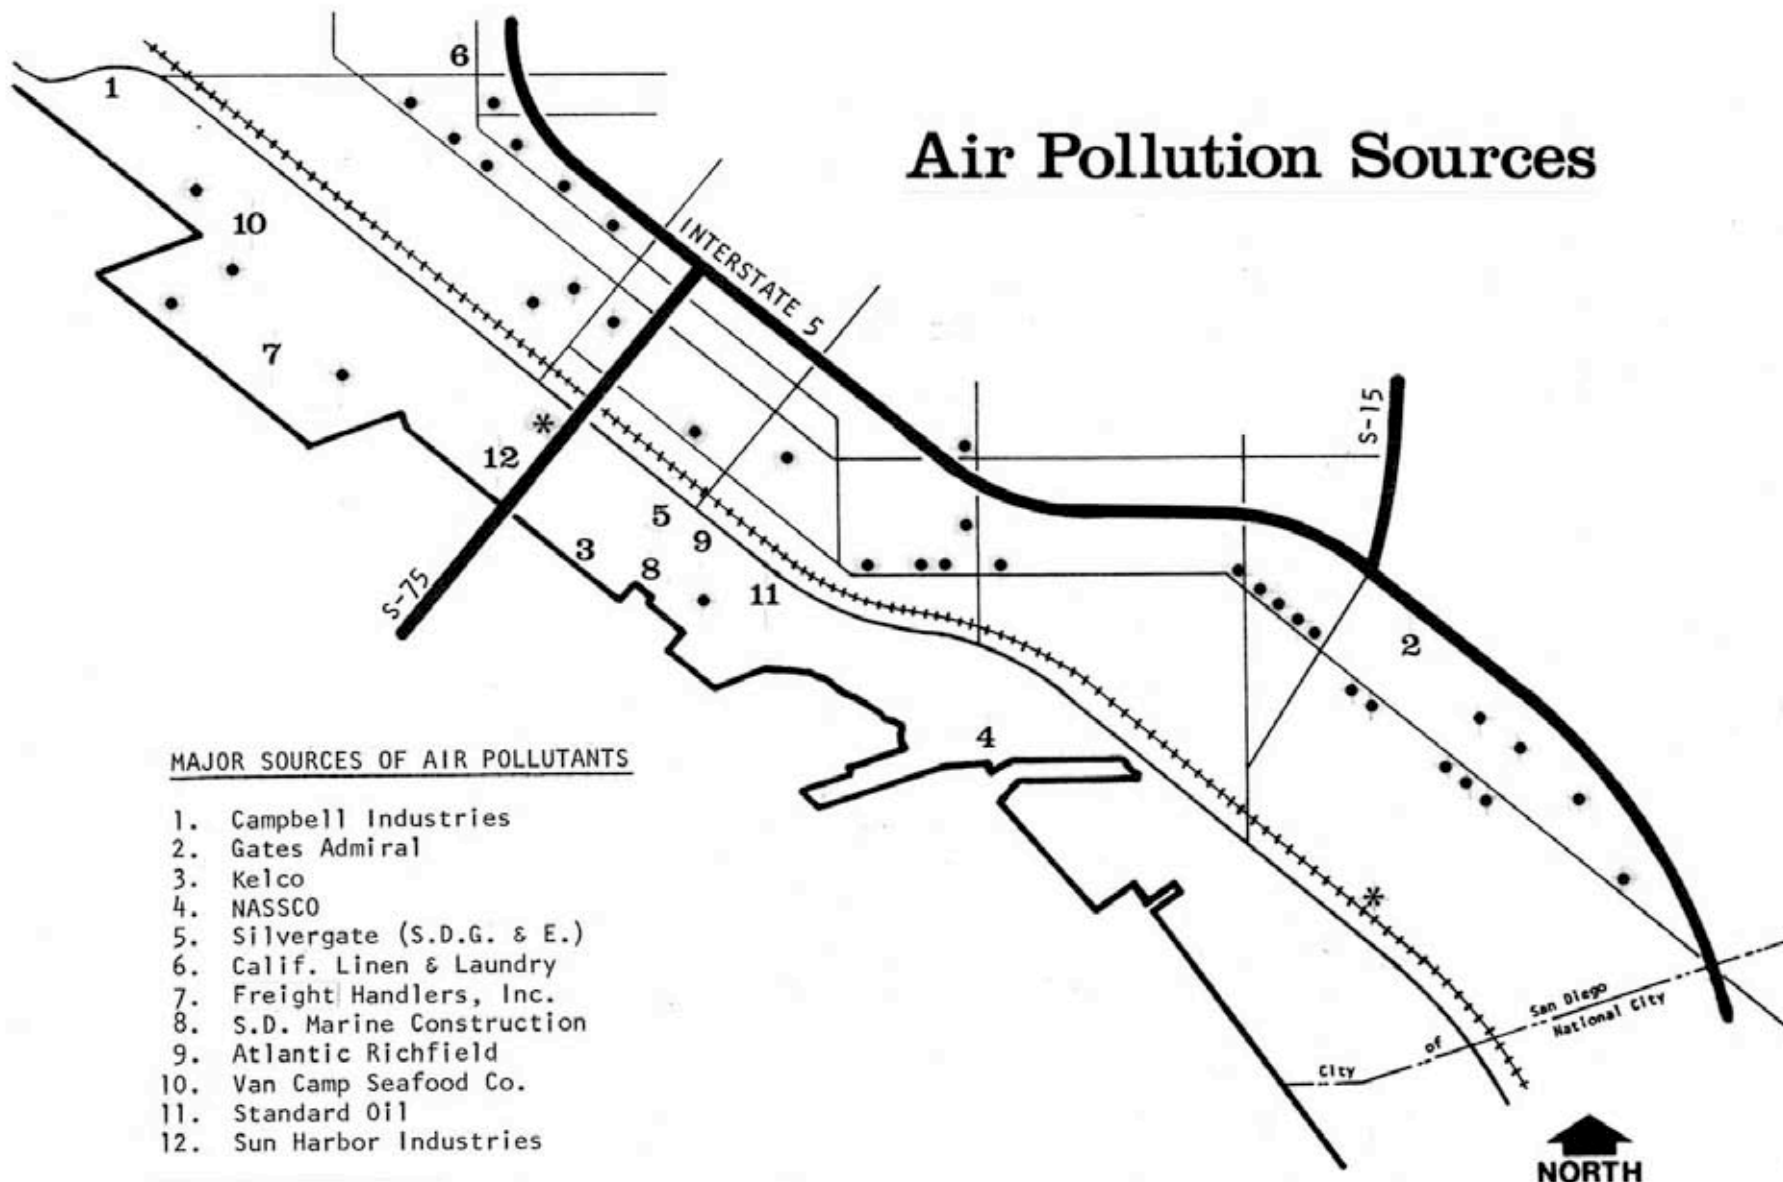 Air Pollution Sources
6
1
10
7
INTERSTATE 5
S-15
12
5
9
3
8
11
S-75
2
4
MAJOR SOURCES OF AIR POLLUTANTS
1. Campbell Industries
2. Gates Admiral
3. Kelco
4. NASSCO
5. Silvergate (S.D.G. & E.)
6. Calif. Linen & Laundry
7. Freight Handlers, Inc.
8. S.D. Marine Construction
9. Atlantic Richfield
10. Van Camp Seafood Co.
11. Standard Oil
12. Sun Harbor Industries
City of San Diego
National City
NORTH